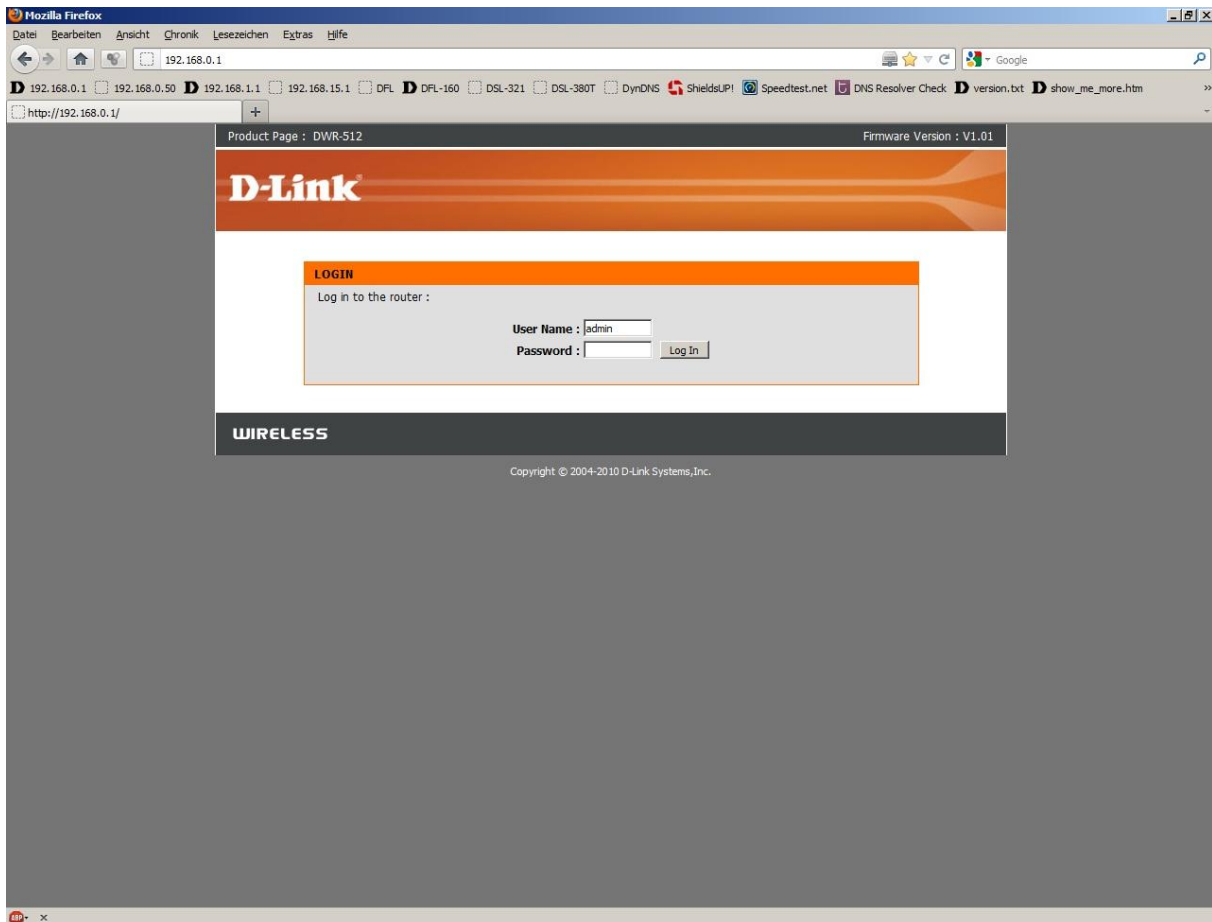 Mozilla Firefox
Datei Bearbeiten Ansicht Chronik Lesezeichen Extras Hilfe
192.168.0.1 Google
192.168.0.1 192.168.0.50 192.168.1.1 192.168.15.1 DFL DFL-160 DSL-321 DSL-380T DynDNS ShieldsUP! Speedtest.net DNS Resolver Check version.txt show_me_more.htm »
http://192.168.0.1/ +
Product Page : DWR-512 Firmware Version : V1.01
D-Link
LOGIN
Log in to the router :
User Name : admin
Password : Log In
WIRELESS
Copyright © 2004-2010 D-Link Systems,Inc.
ABP